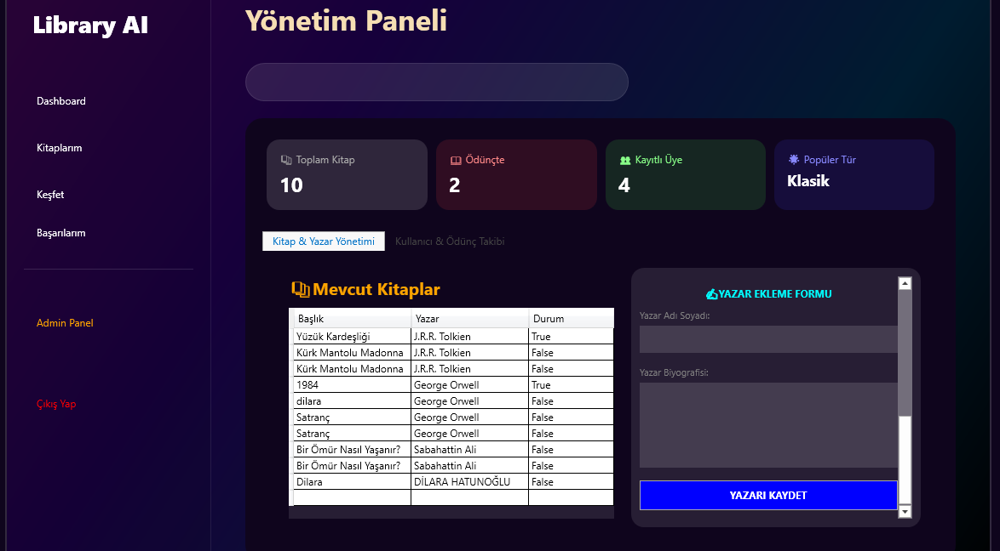 Library AI
Dashboard
Kitaplarım
Keşfet
Başarılarım
Admin Panel
Çıkış Yap
Yönetim Paneli
Toplam Kitap
10
Ödünçte
2
Kayıtlı Üye
4
Popüler Tür
Klasik
Kitap & Yazar Yönetimi Kullanıcı & Ödünç Takibi
Mevcut Kitaplar
Başlık Yazar Durum
Yüzük Kardeşliği J.R.R. Tolkien True
Kürk Mantolu Madonna J.R.R. Tolkien False
Kürk Mantolu Madonna J.R.R. Tolkien False
1984 George Orwell True
dilara George Orwell False
Satranç George Orwell False
Satranç George Orwell False
Bir Ömür Nasıl Yaşanır? Sabahattin Ali False
Bir Ömür Nasıl Yaşanır? Sabahattin Ali False
Dilara DİLARA HATUNOĞLU False
YAZAR EKLEME FORMU
Yazar Adı Soyadı:
Yazar Biyografisi:
YAZARI KAYDET